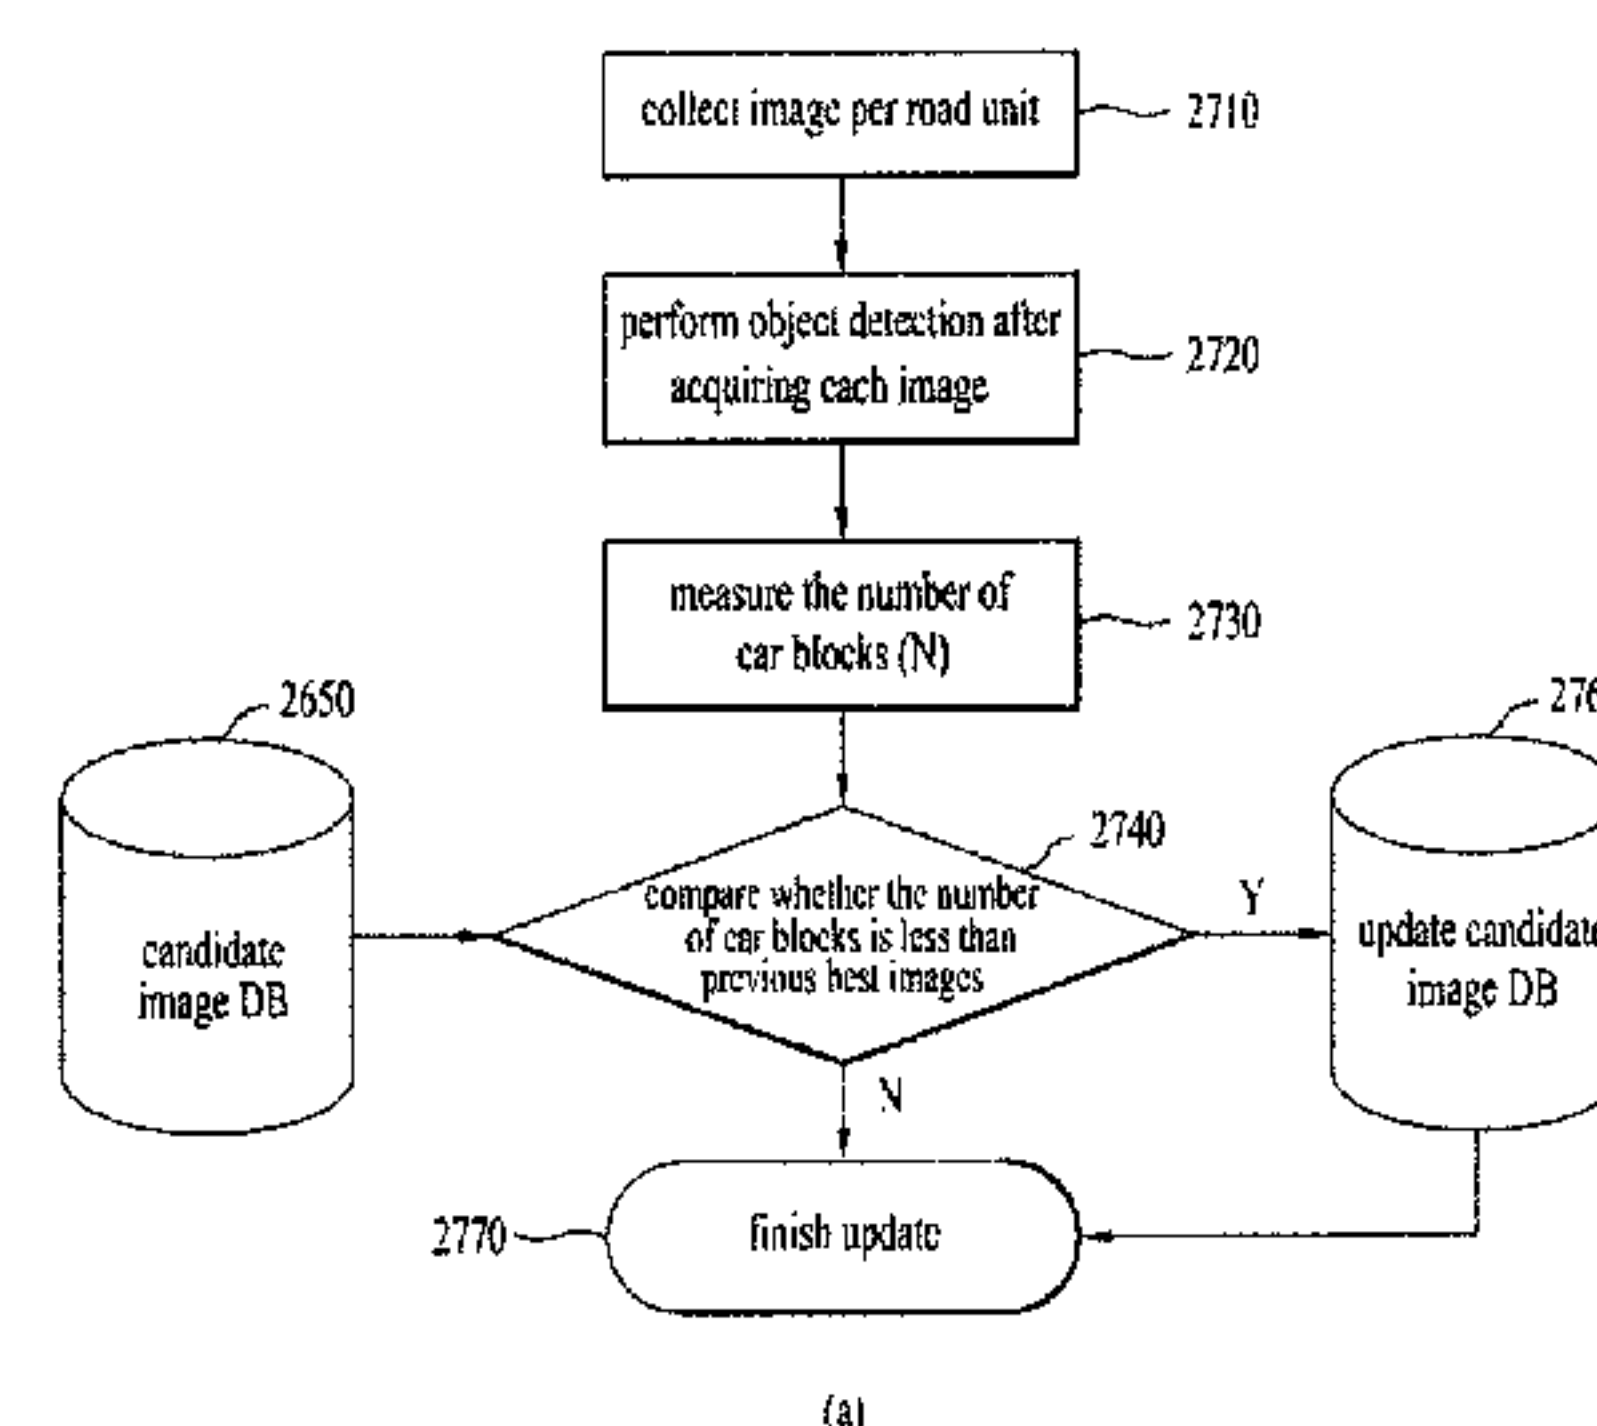 collect image per road unit
2710
perform object detection after
acquiring each image
2720
measure the number of
car blocks (N)
2730
2650
candidate
image DB
2740
compare whether the number
of car blocks is less than
previous best images
Y
276
update candidate
image DB
N
2770
finish update
(a)